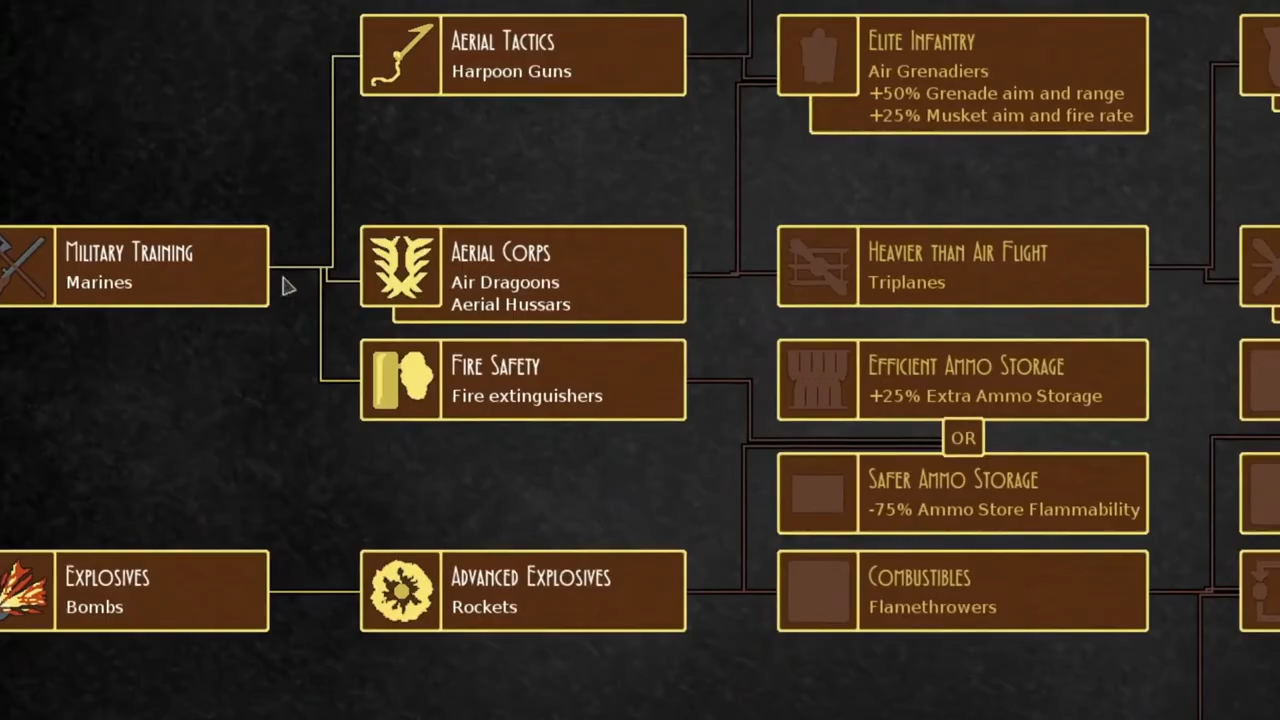 Aerial Tactics
Harpoon Guns
Elite Infantry
Air Grenadiers
+50% Grenade aim and range
+25% Musket aim and fire rate
Military Training
Marines
Aerial Corps
Air Dragoons
Aerial Hussars
Heavier than Air Flight
Triplanes
Fire Safety
Fire extinguishers
Efficient Ammo Storage
+25% Extra Ammo Storage
OR
Safer Ammo Storage
-75% Ammo Store Flammability
Explosives
Bombs
Advanced Explosives
Rockets
Combustibles
Flamethrowers